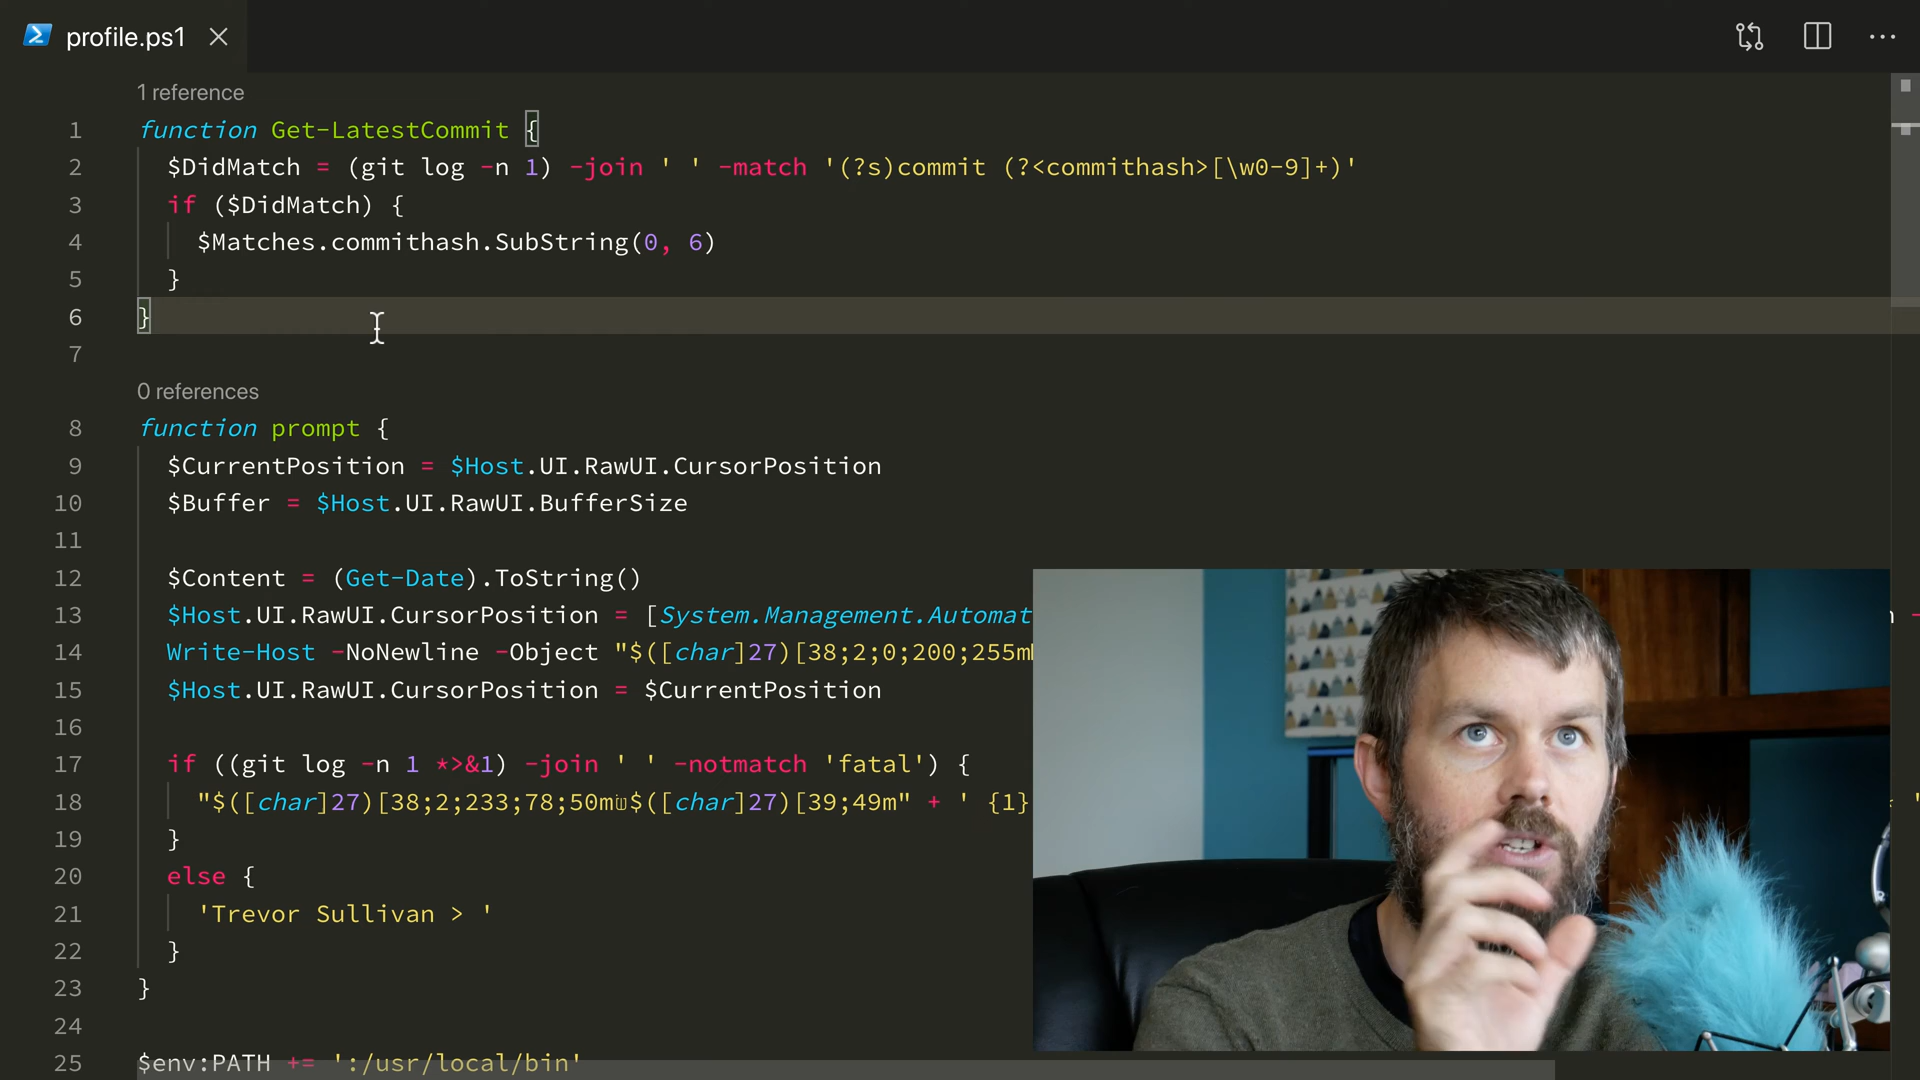 profile.ps1
1 reference
1 function Get-LatestCommit {
2 $DidMatch = (git log -n 1) -join ' ' -match '(?s)commit (?<commithash>[\w0-9]+)'
3 if ($DidMatch) {
4 $Matches.commithash.SubString(0, 6)
5 }
6 }
7
0 references
8 function prompt {
9 $CurrentPosition = $Host.UI.RawUI.CursorPosition
10 $Buffer = $Host.UI.RawUI.BufferSize
11
12 $Content = (Get-Date).ToString()
13 $Host.UI.RawUI.CursorPosition = [System.Management.Automat
14 Write-Host -NoNewline -Object "$([char]27)[38;2;0;200;255m
15 $Host.UI.RawUI.CursorPosition = $CurrentPosition
16
17 if ((git log -n 1 *>&1) -join ' ' -notmatch 'fatal') {
18 "$([char]27)[38;2;233;78;50m$([char]27)[39;49m" + ' {1}
19 }
20 else {
21 'Trevor Sullivan > '
22 }
23 }
24
25 $env:PATH += ':/usr/local/bin'